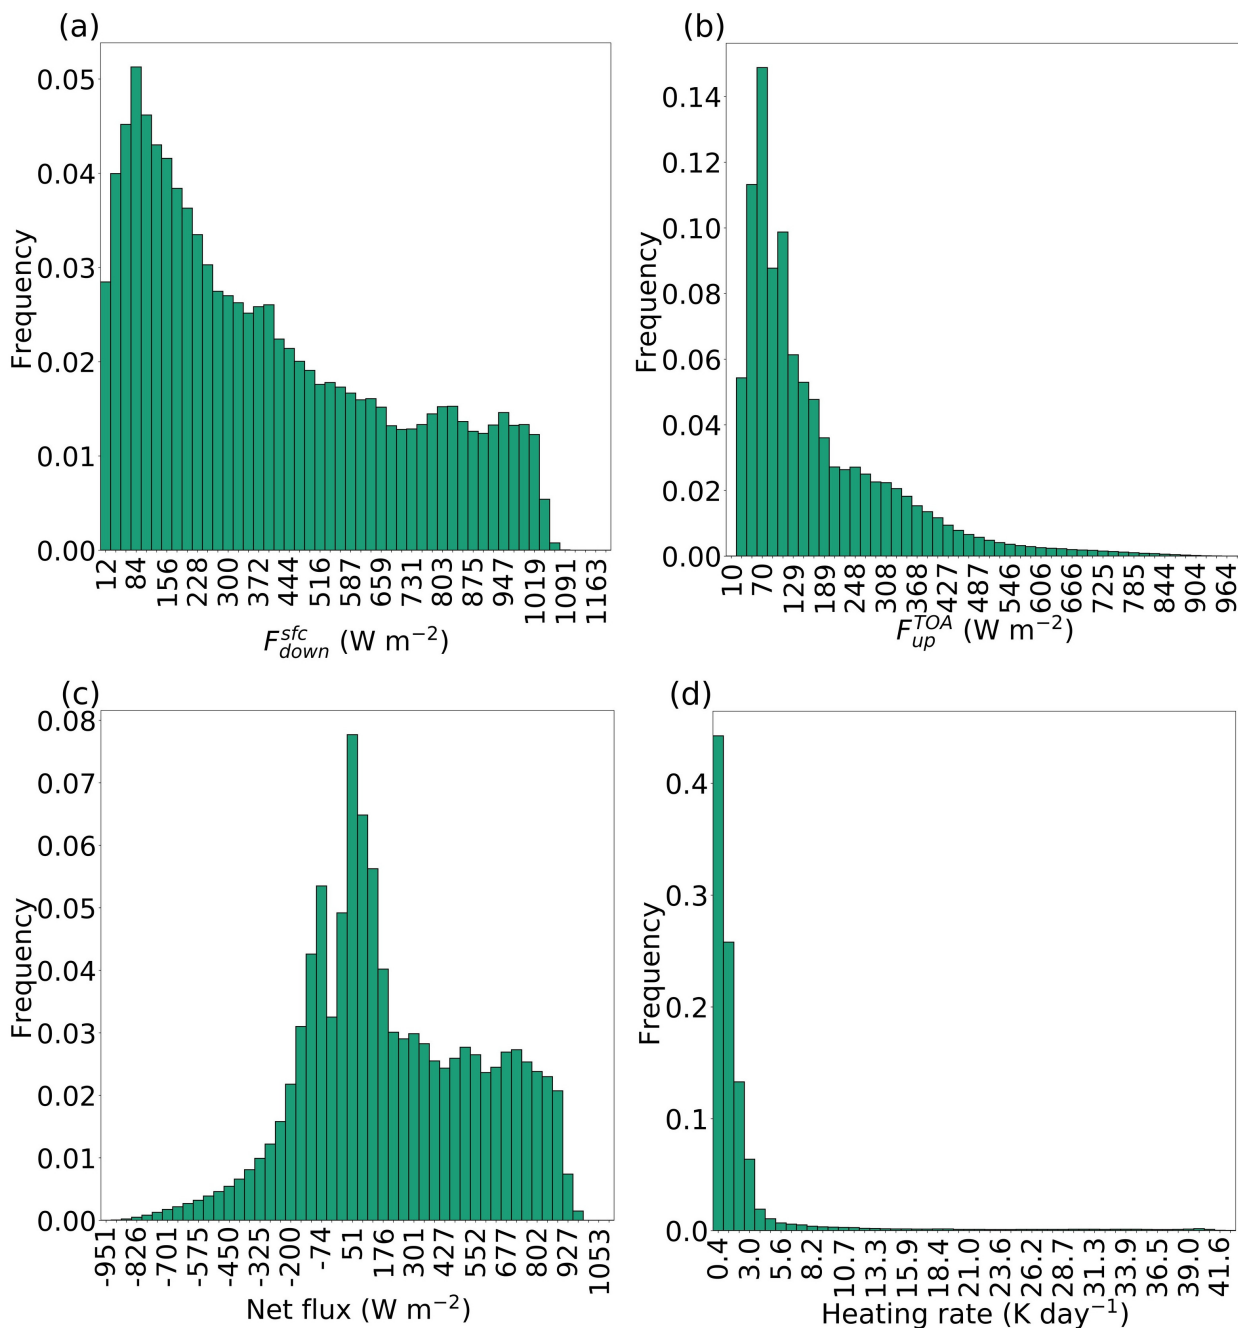 (a)
0.05
0.04
0.03
0.02
0.01
0.00
Frequency
12 84 156 228 300 372 444 516 587 659 731 803 875 947 1019 1091 1163
F_{down}^{sfc} (W m⁻²)
(b)
0.14
0.12
0.10
0.08
0.06
0.04
0.02
0.00
Frequency
10 70 129 189 248 308 368 427 487 546 606 666 725 785 844 904 964
F_{up}^{TOA} (W m⁻²)
(c)
0.08
0.07
0.06
0.05
0.04
0.03
0.02
0.01
0.00
Frequency
-951 -826 -701 -575 -450 -325 -200 -74 51 176 301 427 552 677 802 927 1053
Net flux (W m⁻²)
(d)
0.4
0.3
0.2
0.1
0.0
Frequency
0.4 3.0 5.6 8.2 10.7 13.3 15.9 18.4 21.0 23.6 26.2 28.7 31.3 33.9 36.5 39.0 41.6
Heating rate (K day⁻¹)